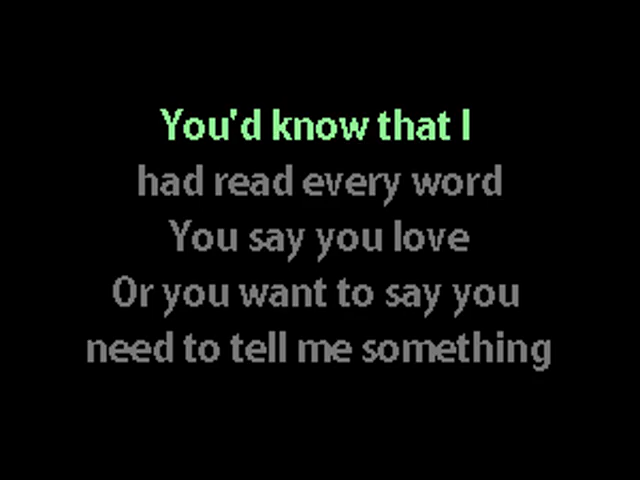 You'd know that I
had read every word
You say you love
Or you want to say you
need to tell me something